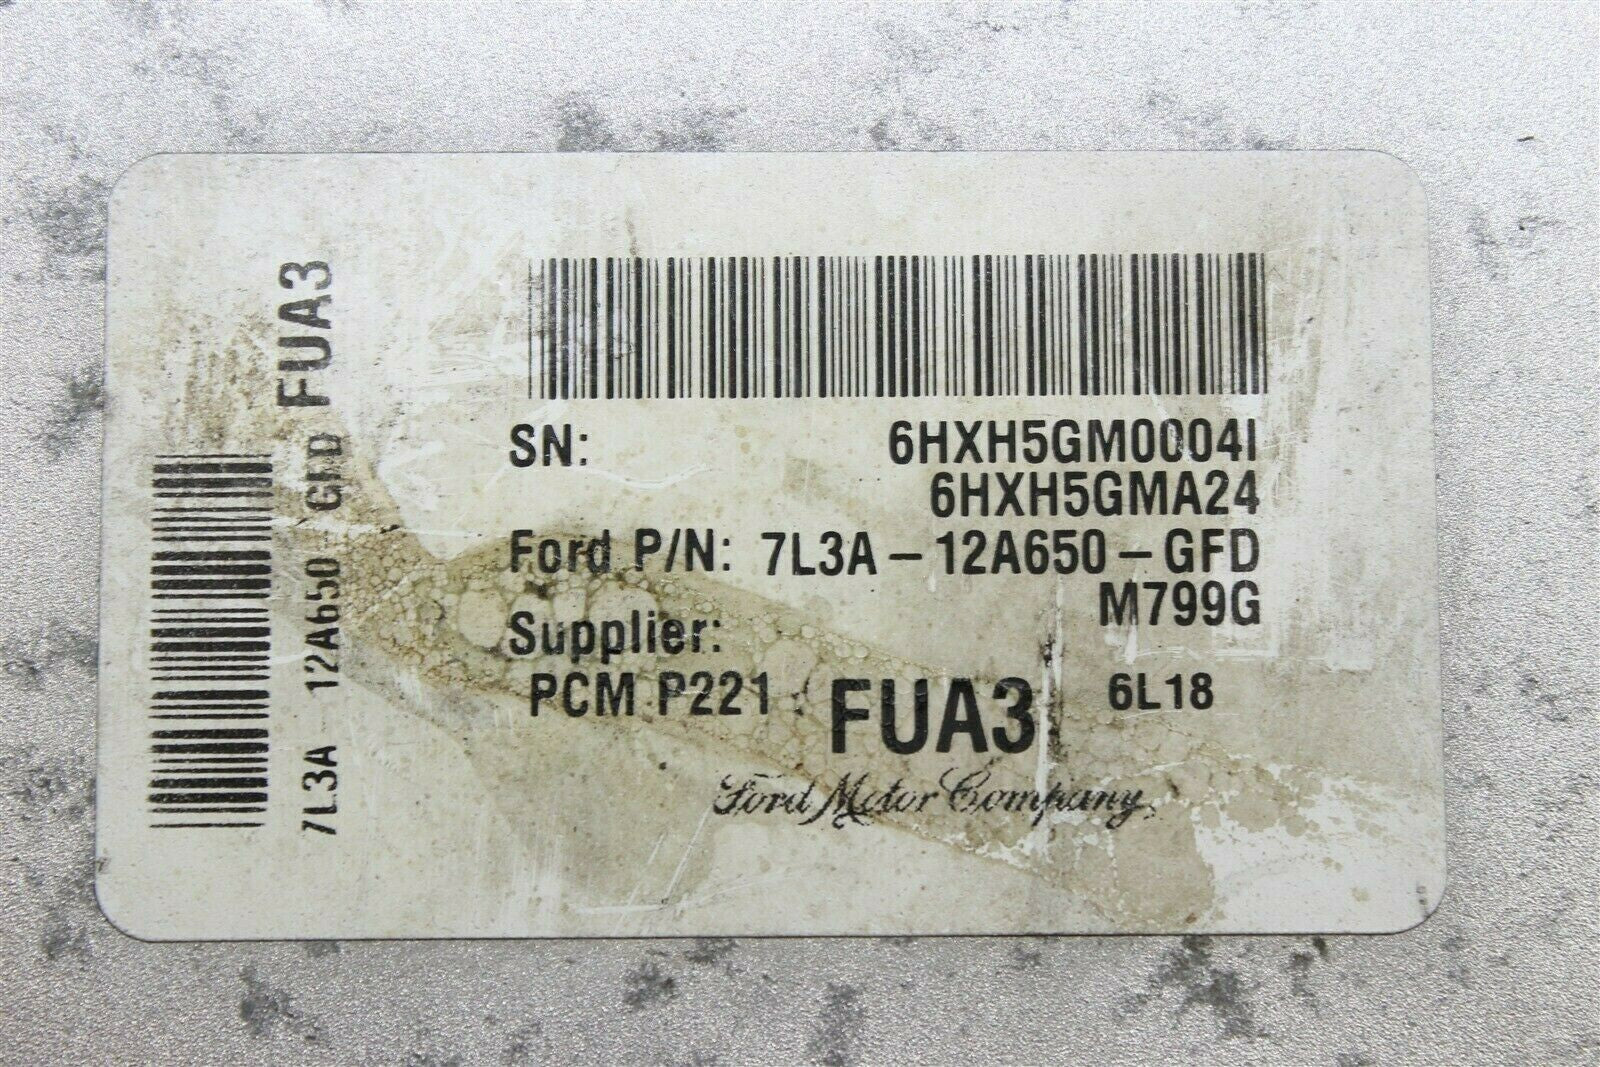 SN: 6HXH5GM0004I
6HXH5GMA24
Ford P/N: 7L3A-12A650-GFD
M799G
Supplier:
PCM P221 FUA3 6L18
Ford Motor Company
7L3A-12A650-GFD FUA3